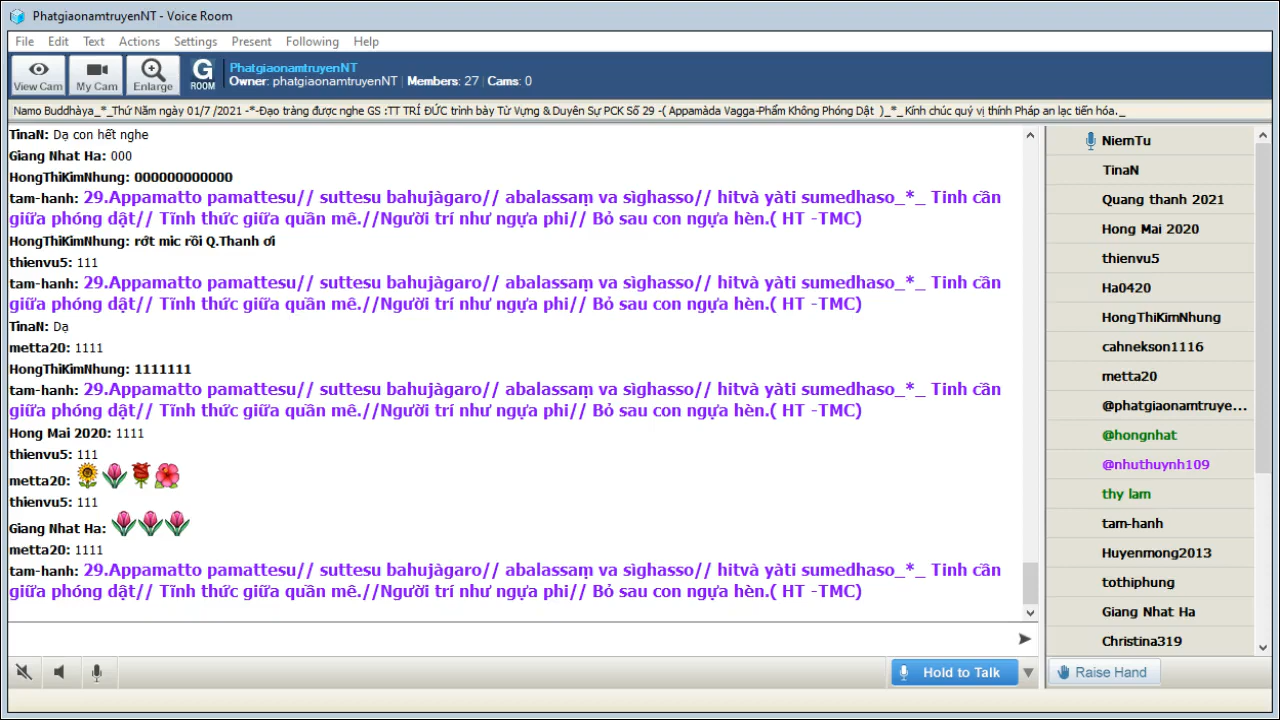 PhatgiaonamtruyenNT - Voice Room
File Edit Text Actions Settings Present Following Help
View Cam My Cam Enlarge G ROOM
PhatgiaonamtruyenNT
Owner: phatgiaonamtruyenNT | Members: 27 | Cams: 0
Namo Buddhàya_*_Thứ Năm ngày 01/7 /2021 -*-Đạo tràng được nghe GS :TT TRÍ ĐỨC trình bày Từ Vựng & Duyên Sự PCK Số 29 -( Appamàda Vagga-Phẩm Không Phóng Dật )_*_ Kính chúc quý vị thính Pháp an lạc tiến hóa._
TinaN: Dạ con hết nghe
Giang Nhat Ha: 000
HongThiKimNhung: 000000000000
tam-hanh: 29.Appamatto pamattesu// suttesu bahujàgaro// abalassaṃ va sìghasso// hitvà yàti sumedhaso_*_ Tinh cần
giữa phóng dật// Tĩnh thức giữa quần mê.//Người trí như ngựa phi// Bỏ sau con ngựa hèn.( HT -TMC)
HongThiKimNhung: rớt mic rồi Q.Thanh ơi
thienvu5: 111
tam-hanh: 29.Appamatto pamattesu// suttesu bahujàgaro// abalassaṃ va sìghasso// hitvà yàti sumedhaso_*_ Tinh cần
giữa phóng dật// Tĩnh thức giữa quần mê.//Người trí như ngựa phi// Bỏ sau con ngựa hèn.( HT -TMC)
TinaN: Dạ
metta20: 1111
HongThiKimNhung: 1111111
tam-hanh: 29.Appamatto pamattesu// suttesu bahujàgaro// abalassaṃ va sìghasso// hitvà yàti sumedhaso_*_ Tinh cần
giữa phóng dật// Tĩnh thức giữa quần mê.//Người trí như ngựa phi// Bỏ sau con ngựa hèn.( HT -TMC)
Hong Mai 2020: 1111
thienvu5: 111
metta20:
thienvu5: 111
Giang Nhat Ha:
metta20: 1111
tam-hanh: 29.Appamatto pamattesu// suttesu bahujàgaro// abalassaṃ va sìghasso// hitvà yàti sumedhaso_*_ Tinh cần
giữa phóng dật// Tĩnh thức giữa quần mê.//Người trí như ngựa phi// Bỏ sau con ngựa hèn.( HT -TMC)
Hold to Talk
NiemTu
TinaN
Quang thanh 2021
Hong Mai 2020
thienvu5
Ha0420
HongThiKimNhung
cahnekson1116
metta20
@phatgiaonamtruye...
@hongnhat
@nhuthuynh109
thy lam
tam-hanh
Huyenmong2013
tothiphung
Giang Nhat Ha
Christina319
Raise Hand